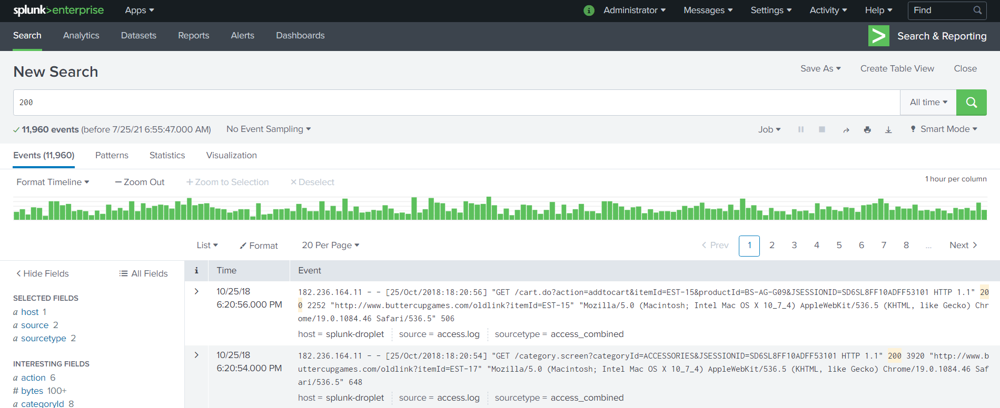 splunk>enterprise Apps Administrator Messages Settings Activity Help Find
Search Analytics Datasets Reports Alerts Dashboards Search & Reporting
New Search Save As Create Table View Close
200 All time
11,960 events (before 7/25/21 6:55:47.000 AM) No Event Sampling Job Smart Mode
Events (11,960) Patterns Statistics Visualization
Format Timeline Zoom Out Zoom to Selection Deselect 1 hour per column
List Format 20 Per Page Prev 1 2 3 4 5 6 7 8 ... Next
Hide Fields All Fields
SELECTED FIELDS
a host 1
a source 2
a sourcetype 2
INTERESTING FIELDS
a action 6
# bytes 100+
a categoryId 8
i Time Event
10/25/18
6:20:56.000 PM
182.236.164.11 - - [25/Oct/2018:18:20:56] "GET /cart.do?action=addtocart&itemId=EST-15&productId=BS-AG-G09&JSESSIONID=SD6SL8FF10ADFF53101 HTTP 1.1" 20
0 2252 "http://www.buttercupgames.com/oldlink?itemId=EST-15" "Mozilla/5.0 (Macintosh; Intel Mac OS X 10_7_4) AppleWebKit/536.5 (KHTML, like Gecko) Chr
ome/19.0.1084.46 Safari/536.5" 506
host = splunk-droplet source = access.log sourcetype = access_combined
10/25/18
6:20:54.000 PM
182.236.164.11 - - [25/Oct/2018:18:20:54] "GET /category.screen?categoryId=ACCESSORIES&JSESSIONID=SD6SL8FF10ADFF53101 HTTP 1.1" 200 3920 "http://www.b
uttercupgames.com/oldlink?itemId=EST-17" "Mozilla/5.0 (Macintosh; Intel Mac OS X 10_7_4) AppleWebKit/536.5 (KHTML, like Gecko) Chrome/19.0.1084.46 Saf
ari/536.5" 648
host = splunk-droplet source = access.log sourcetype = access_combined